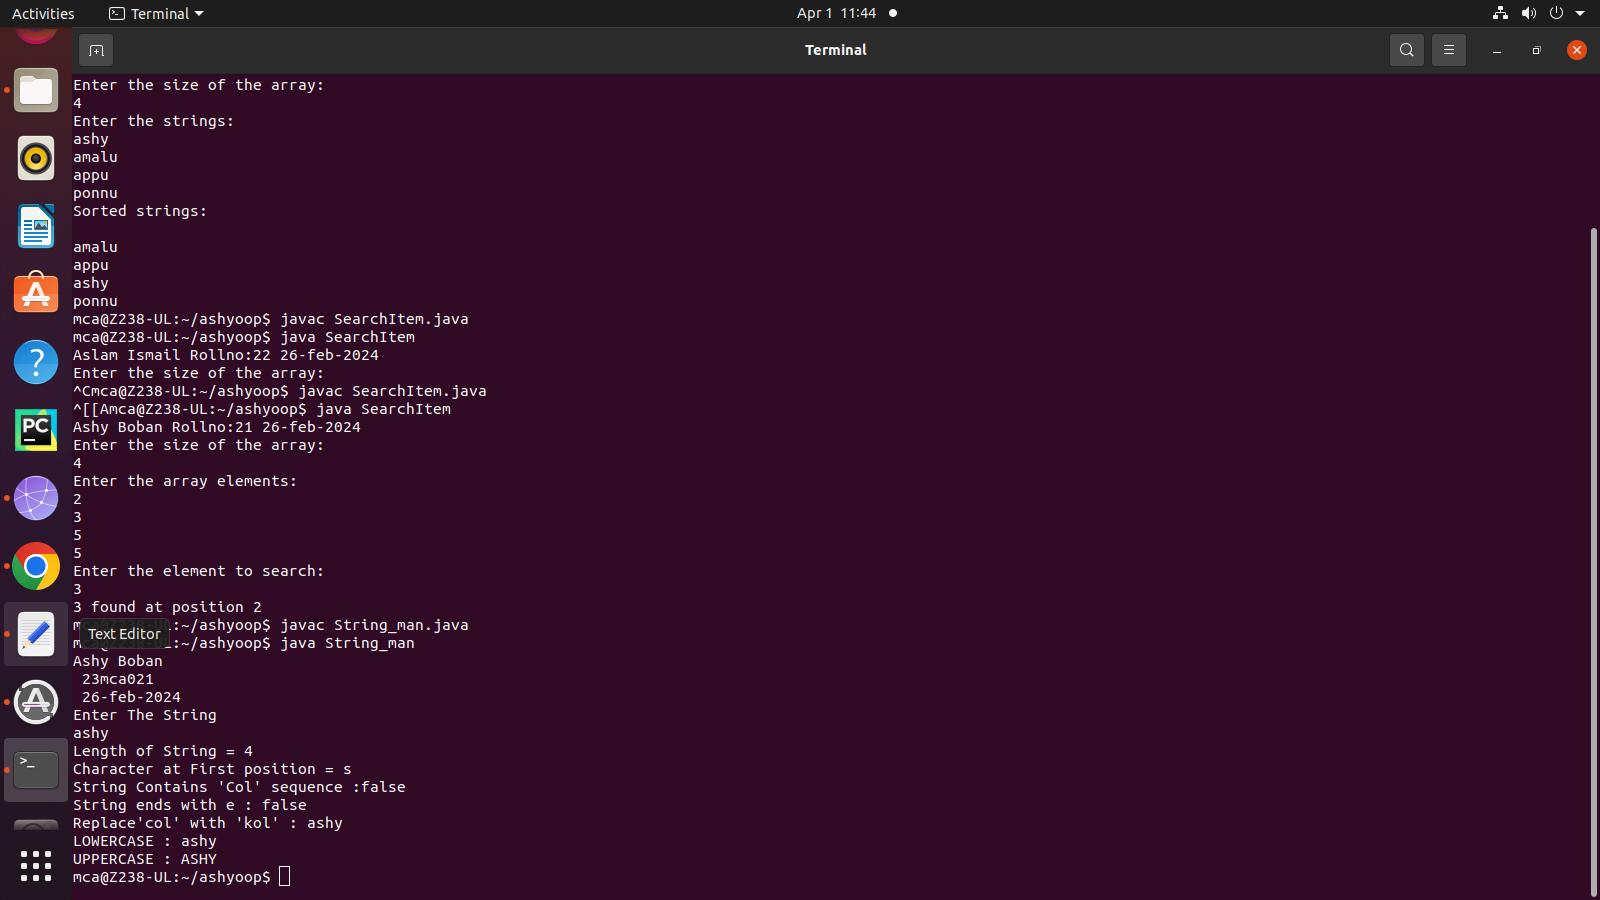 Activities
Terminal
Apr 1 11:44
Terminal
Enter the size of the array:
4
Enter the strings:
ashy
amalu
appu
ponnu
Sorted strings:
amalu
appu
ashy
ponnu
mca@Z238-UL:~/ashyoop$ javac SearchItem.java
mca@Z238-UL:~/ashyoop$ java SearchItem
Aslam Ismail Rollno:22 26-feb-2024
Enter the size of the array:
^Cmca@Z238-UL:~/ashyoop$ javac SearchItem.java
^[[Amca@Z238-UL:~/ashyoop$ java SearchItem
Ashy Boban Rollno:21 26-feb-2024
Enter the size of the array:
4
Enter the array elements:
2
3
5
5
Enter the element to search:
3
3 found at position 2
:~/ashyoop$ javac String_man.java
Text Editor
:~/ashyoop$ java String_man
Ashy Boban
23mca021
26-feb-2024
Enter The String
ashy
Length of String = 4
Character at First position = s
String Contains 'Col' sequence :false
String ends with e : false
Replace'col' with 'kol' : ashy
LOWERCASE : ashy
UPPERCASE : ASHY
mca@Z238-UL:~/ashyoop$
PC